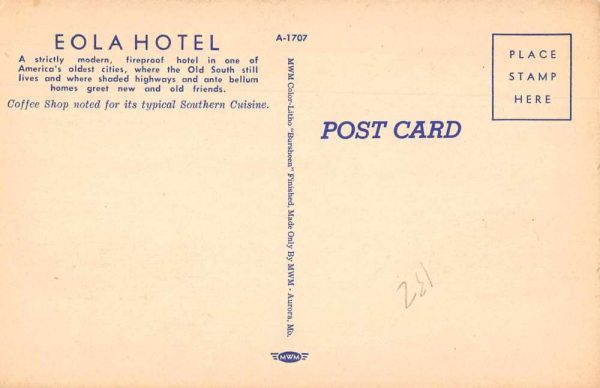 EOLA HOTEL
A strictly modern, fireproof hotel in one of
America's oldest cities, where the Old South still
lives and where shaded highways and ante bellum
homes greet new and old friends.
Coffee Shop noted for its typical Southern Cuisine.
A-1707
MWM Color-Litho "Bursheen" Finished, Made Only By MWM - Aurora, Mo.
MWM
POST CARD
PLACE
STAMP
HERE